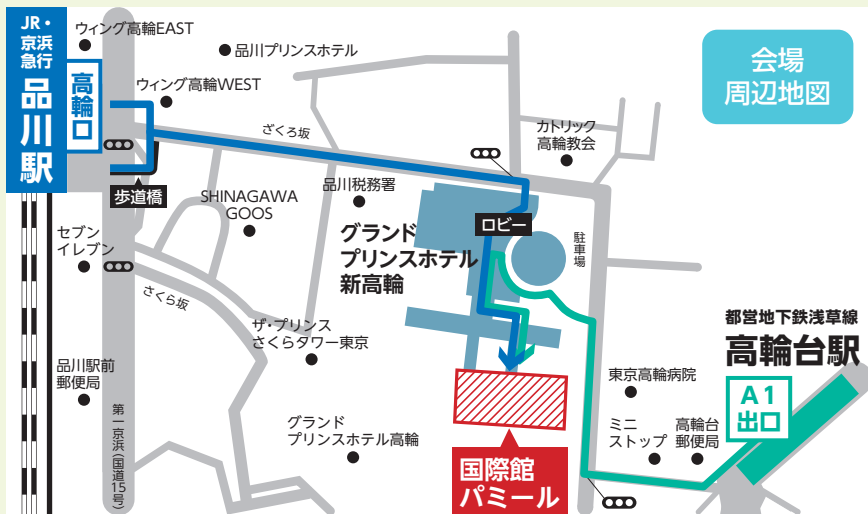 JR・
京浜
急行
品川駅
高輪口
ウィング高輪EAST
品川プリンスホテル
ウィング高輪WEST
会場
周辺地図
ざくろ坂
カトリック
高輪教会
歩道橋
SHINAGAWA
GOOS
品川税務署
ロビー
グランド
プリンスホテル
新高輪
駐車場
セブン
イレブン
さくら坂
ザ・プリンス
さくらタワー東京
都営地下鉄浅草線
高輪台駅
A1
出口
品川駅前
郵便局
第一京浜(国道15号)
グランド
プリンスホテル高輪
東京高輪病院
ミニ
ストップ
高輪台
郵便局
国際館
パミール